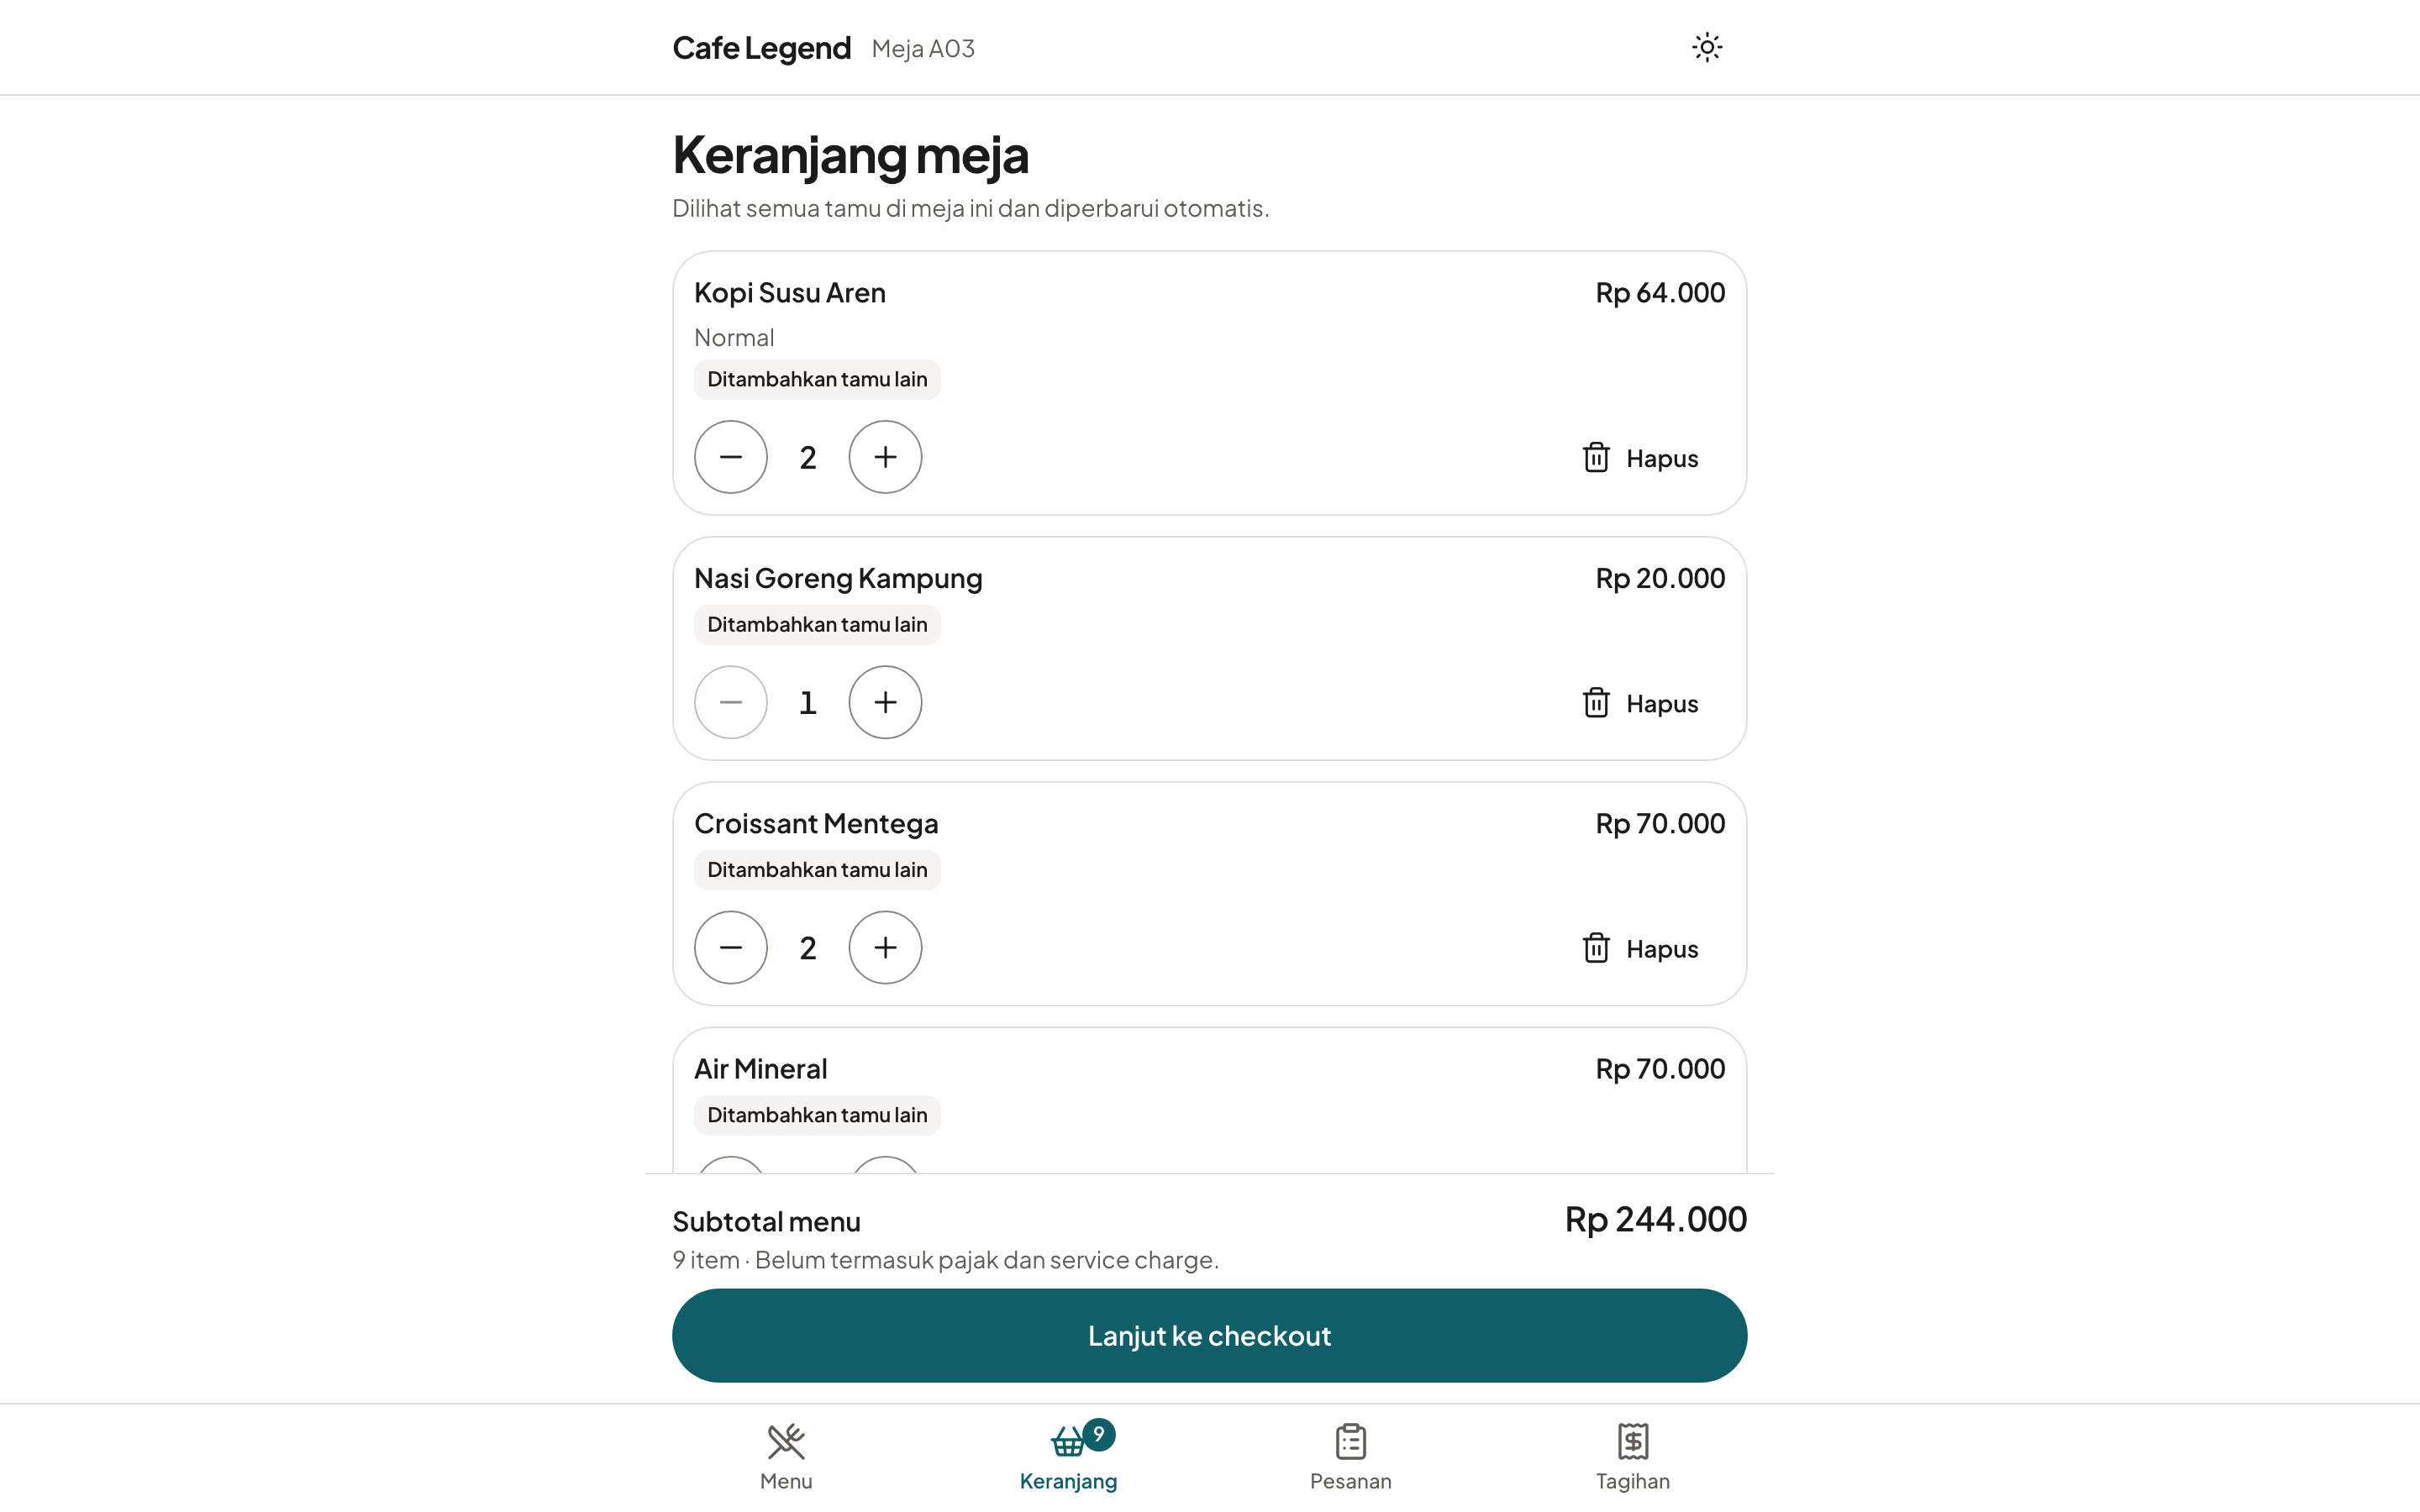 Cafe Legend Meja A03
Keranjang meja
Dilihat semua tamu di meja ini dan diperbarui otomatis.
Kopi Susu Aren Rp 64.000
Normal
Ditambahkan tamu lain
2 Hapus
Nasi Goreng Kampung Rp 20.000
Ditambahkan tamu lain
1 Hapus
Croissant Mentega Rp 70.000
Ditambahkan tamu lain
2 Hapus
Air Mineral Rp 70.000
Ditambahkan tamu lain
Subtotal menu Rp 244.000
9 item · Belum termasuk pajak dan service charge.
Lanjut ke checkout
9
Menu Keranjang Pesanan Tagihan